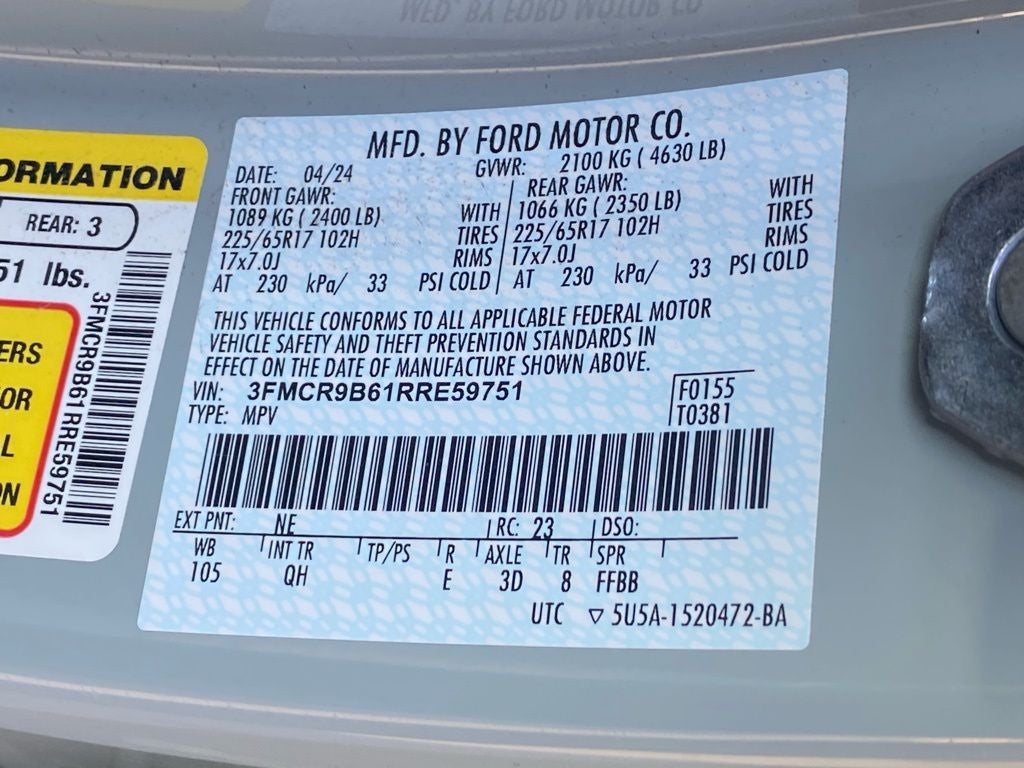 MFD. BY FORD MOTOR CO.
DATE: 04/24 GVWR: 2100 KG ( 4630 LB)
FRONT GAWR: REAR GAWR:
1089 KG ( 2400 LB) WITH 1066 KG ( 2350 LB) WITH
225/65R17 102H TIRES 225/65R17 102H TIRES
17x7.0J RIMS 17x7.0J RIMS
AT 230 kPa/ 33 PSI COLD AT 230 kPa/ 33 PSI COLD
THIS VEHICLE CONFORMS TO ALL APPLICABLE FEDERAL MOTOR
VEHICLE SAFETY AND THEFT PREVENTION STANDARDS IN
EFFECT ON THE DATE OF MANUFACTURE SHOWN ABOVE.
VIN: 3FMCR9B61RRE59751 F0155
TYPE: MPV T0381
EXT PNT: NE RC: 23 DSO:
WB INT TR TP/PS R AXLE TR SPR
105 QH E 3D 8 FFBB
UTC ▽ 5U5A-1520472-BA
ORMATION
REAR: 3
51 lbs.
3FMCR9B61RRE59751
ERS
OR
L
ON